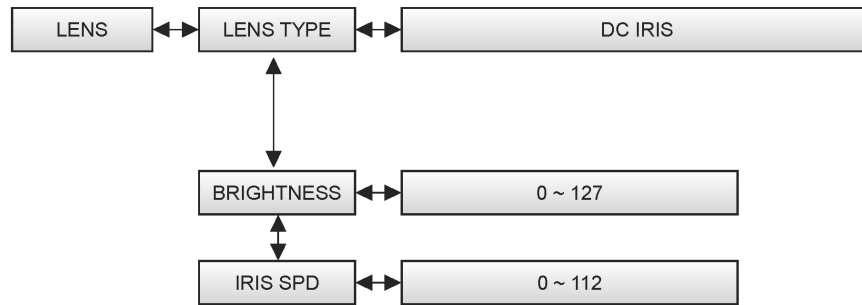 LENS
LENS TYPE
DC IRIS
BRIGHTNESS
0 ~ 127
IRIS SPD
0 ~ 112